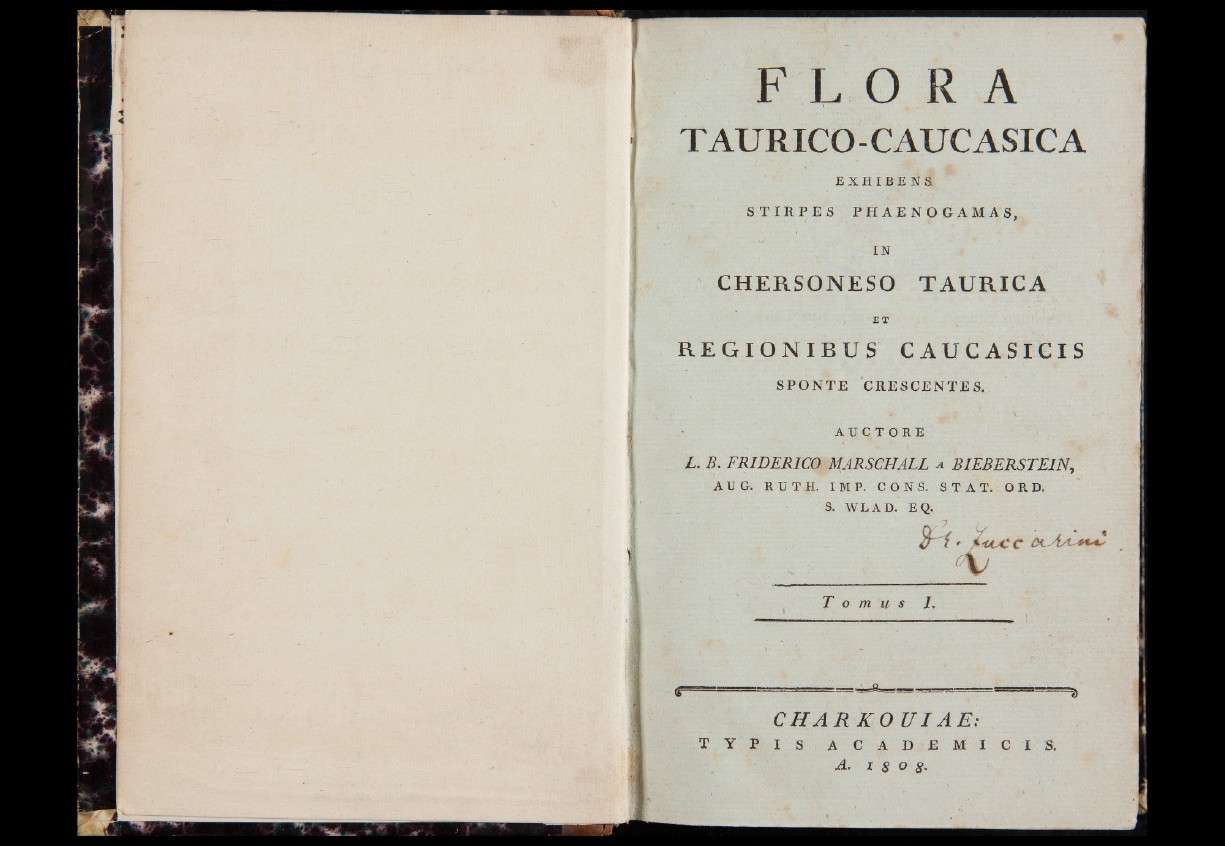 FLORA
TAURICO-CAUCASICA
EXHIBENS
STIRPES PHAENOGAMAS,
IN
CHERSONESO TAURICA
ET
REGIONIBUS CAUCASICIS
SPONTE CRESCENTES.
AUCTORE
L. B. FRIDERICO MARSCHALL A BIEBERSTEIN,
AUG. RUTH. IMP. CONS. STAT. ORD.
S. WLAD. EQ.
Dr. Zuccarini
Tomus I.
CHARKOUIAE:
TYPIS ACADEMICIS.
A. 1808.